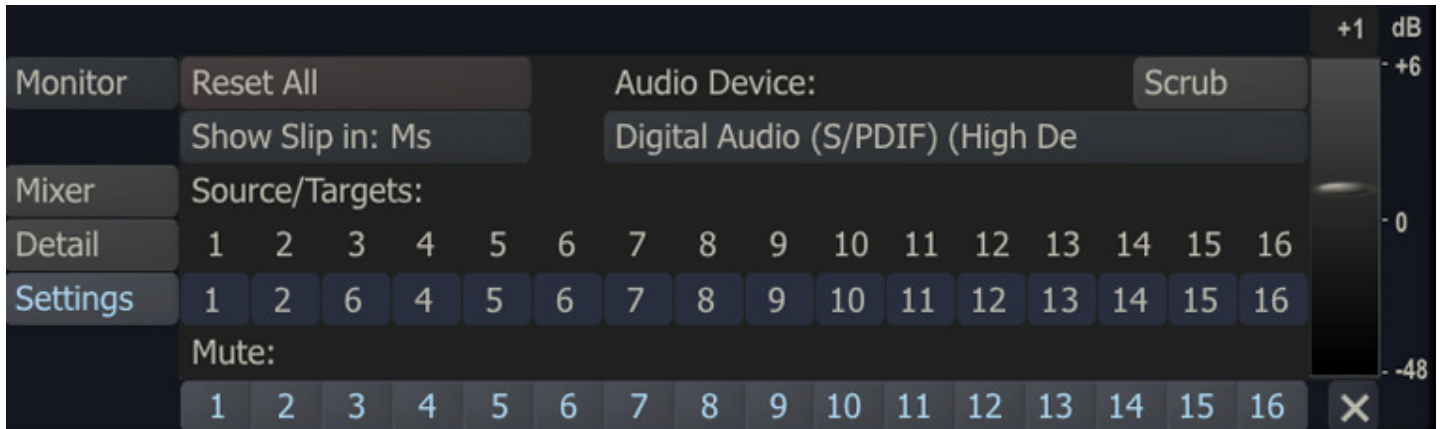 +1 dB
Monitor Reset All Audio Device: Scrub +6
Show Slip in: Ms Digital Audio (S/PDIF) (High De
Mixer Source/Targets:
0
Detail 1 2 3 4 5 6 7 8 9 10 11 12 13 14 15 16
Settings 1 2 6 4 5 6 7 8 9 10 11 12 13 14 15 16
Mute:
-48
1 2 3 4 5 6 7 8 9 10 11 12 13 14 15 16 ×